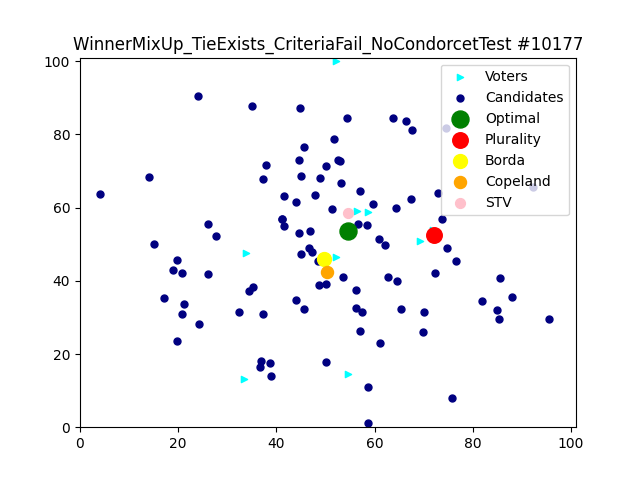 WinnerMixUp_TieExists_CriteriaFail_NoCondorcetTest #10177
100
80
60
40
20
0
0 20 40 60 80 100
Voters
Candidates
Optimal
Plurality
Borda
Copeland
STV